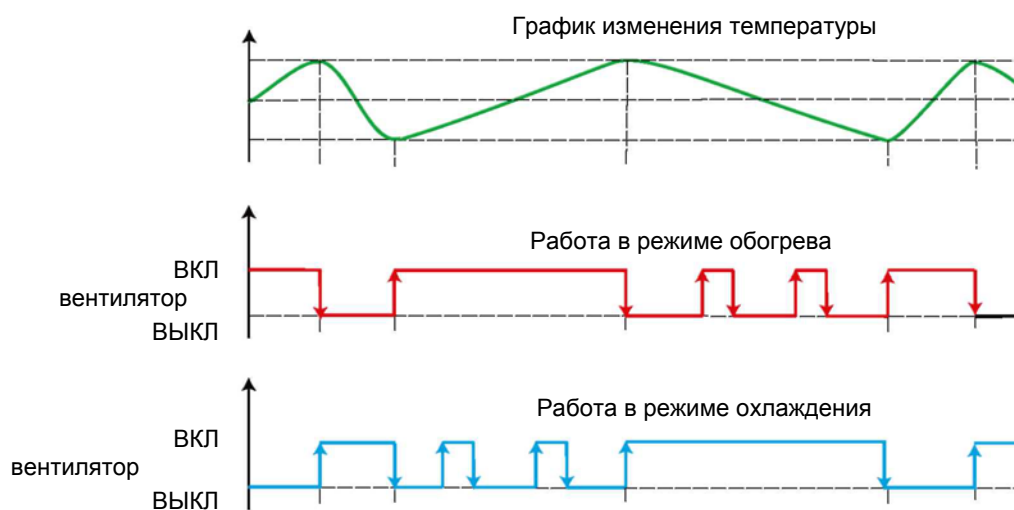 График изменения температуры
Работа в режиме обогрева
ВКЛ
вентилятор
ВЫКЛ
Работа в режиме охлаждения
ВКЛ
вентилятор
ВЫКЛ